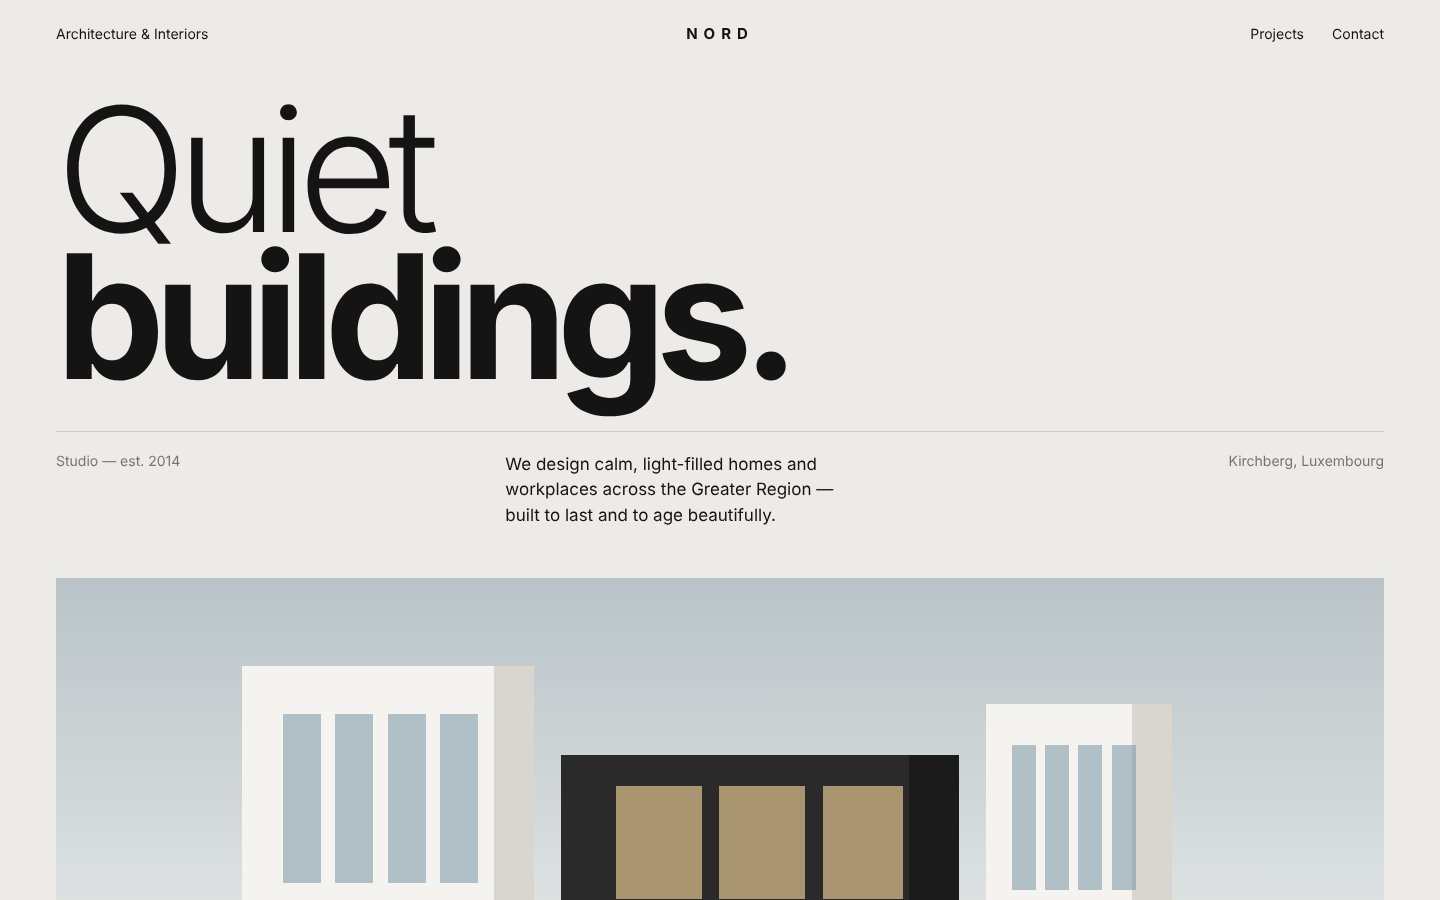 Architecture & Interiors
NORD
Projects
Contact
Quiet
buildings.
Studio — est. 2014
We design calm, light-filled homes and
workplaces across the Greater Region —
built to last and to age beautifully.
Kirchberg, Luxembourg